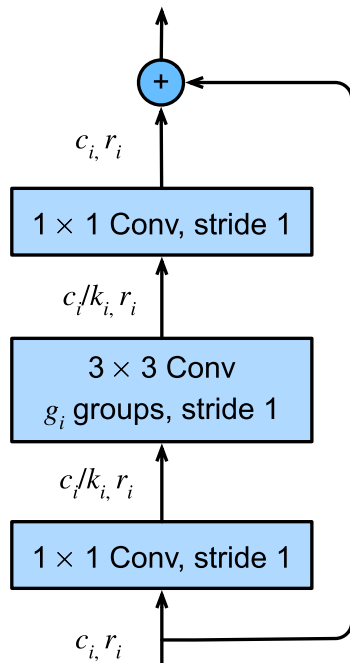 +
c_i, r_i
1 × 1 Conv, stride 1
c_i/k_i, r_i
3 × 3 Conv
g_i groups, stride 1
c_i/k_i, r_i
1 × 1 Conv, stride 1
c_i, r_i